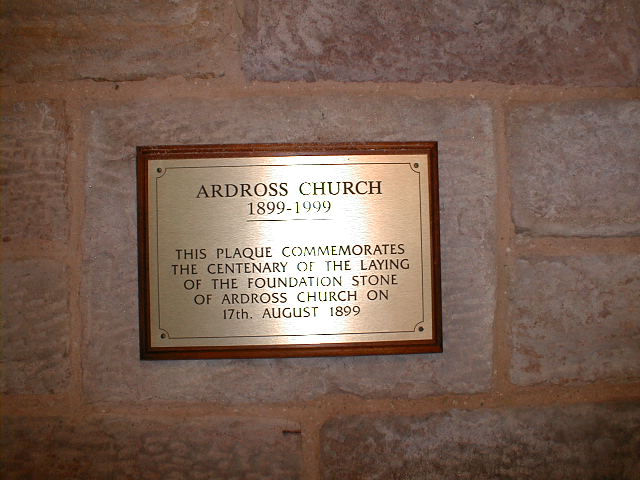 ARDROSS CHURCH
1899-1999
THIS PLAQUE COMMEMORATES
THE CENTENARY OF THE LAYING
OF THE FOUNDATION STONE
OF ARDROSS CHURCH ON
17th. AUGUST 1899